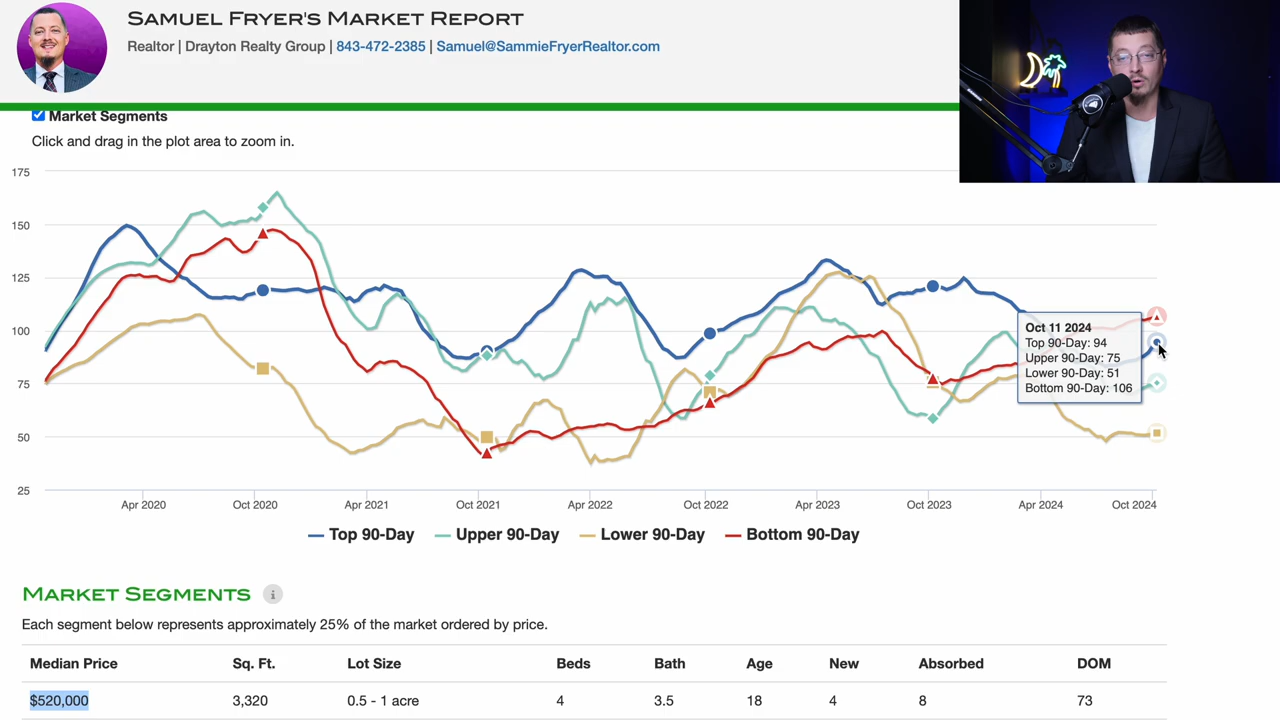 Samuel Fryer's Market Report
Realtor | Drayton Realty Group | 843-472-2385 | Samuel@SammieFryerRealtor.com
Market Segments
Click and drag in the plot area to zoom in.
175
150
125
100
75
50
25
Oct 11 2024
Top 90-Day: 94
Upper 90-Day: 75
Lower 90-Day: 51
Bottom 90-Day: 106
Apr 2020 Oct 2020 Apr 2021 Oct 2021 Apr 2022 Oct 2022 Apr 2023 Oct 2023 Apr 2024 Oct 2024
Top 90-Day Upper 90-Day Lower 90-Day Bottom 90-Day
Market Segments i
Each segment below represents approximately 25% of the market ordered by price.
Median Price Sq. Ft. Lot Size Beds Bath Age New Absorbed DOM
$520,000 3,320 0.5 - 1 acre 4 3.5 18 4 8 73